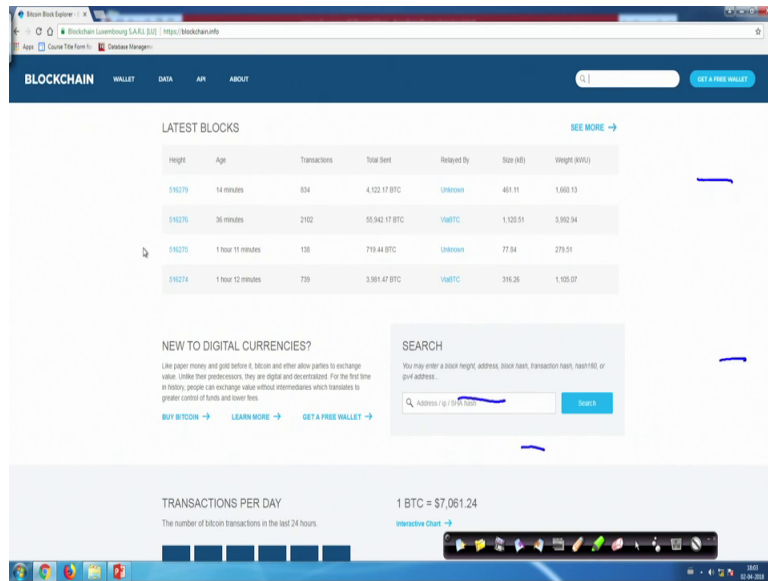 Bitcoin Block Explorer - 
Blockchain Luxembourg S.A.R.L [LU] | https://blockchain.info
Apps Course Title Form fo Database Managem
BLOCKCHAIN WALLET DATA API ABOUT GET A FREE WALLET
LATEST BLOCKS SEE MORE →
Height Age Transactions Total Sent Relayed By Size (kB) Weight (kWU)
516279 14 minutes 934 4,122.17 BTC Unknown 461.11 1,660.13
516276 36 minutes 2102 55,942.17 BTC ViaBTC 1,120.51 3,992.94
516275 1 hour 11 minutes 138 719.44 BTC Unknown 77.84 279.51
516274 1 hour 12 minutes 739 3,981.47 BTC ViaBTC 316.26 1,105.07
NEW TO DIGITAL CURRENCIES?
Like paper money and gold before it, bitcoin and ether allow parties to exchange
value. Unlike their predecessors, they are digital and decentralized. For the first time
in history, people can exchange value without intermediaries which translates to
greater control of funds and lower fees.
BUY BITCOIN → LEARN MORE → GET A FREE WALLET →
SEARCH
You may enter a block height, address, block hash, transaction hash, hash160, or
ipv4 address...
Address / ip / SHA hash Search
TRANSACTIONS PER DAY
The number of bitcoin transactions in the last 24 hours.
1 BTC = $7,061.24
Interactive Chart →
18:03
02-04-2018